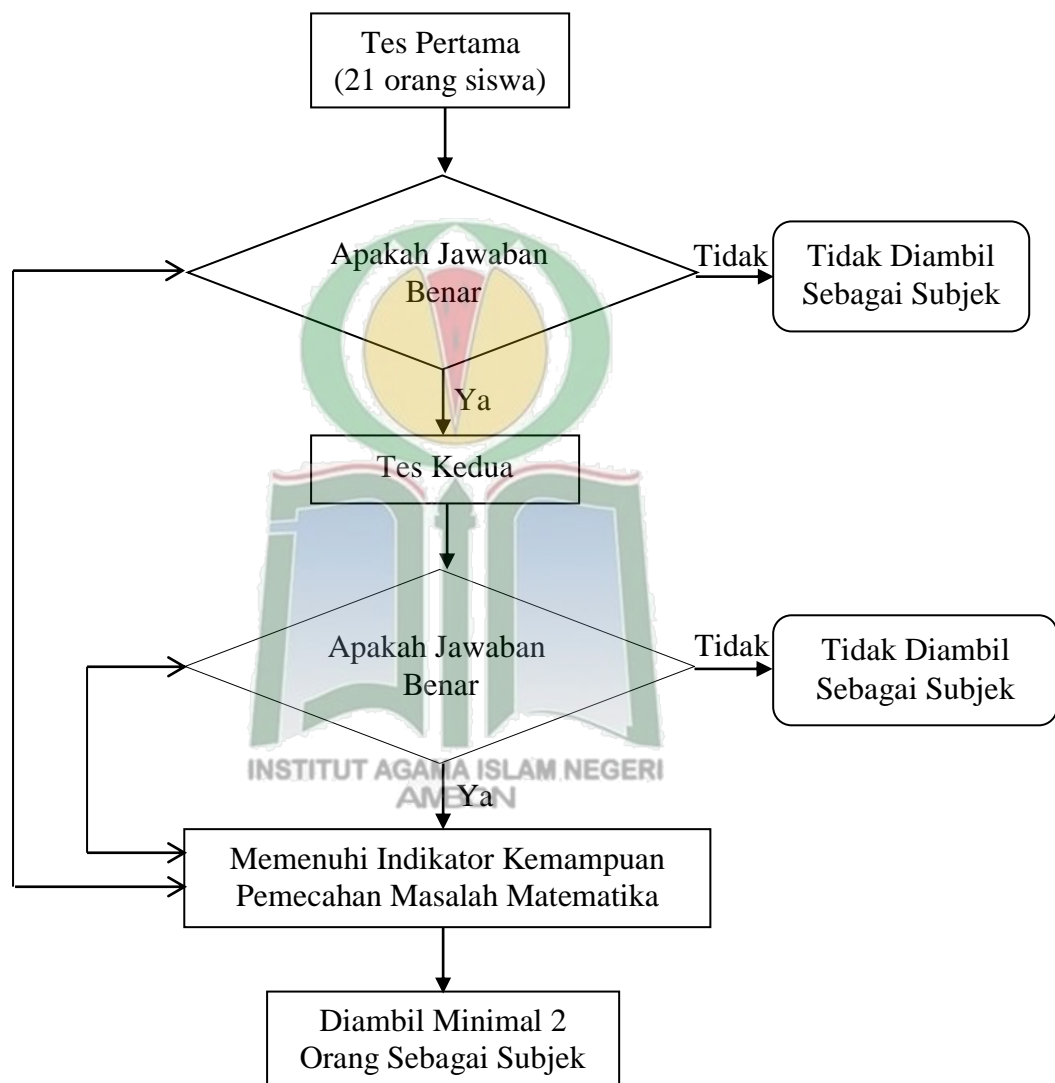 Tes Pertama
(21 orang siswa)
Apakah Jawaban
Benar
Tidak
Tidak Diambil
Sebagai Subjek
Ya
Tes Kedua
Apakah Jawaban
Benar
Tidak
Tidak Diambil
Sebagai Subjek
INSTITUT AGAMA ISLAM NEGERI
AMBON
Ya
Memenuhi Indikator Kemampuan
Pemecahan Masalah Matematika
Diambil Minimal 2
Orang Sebagai Subjek